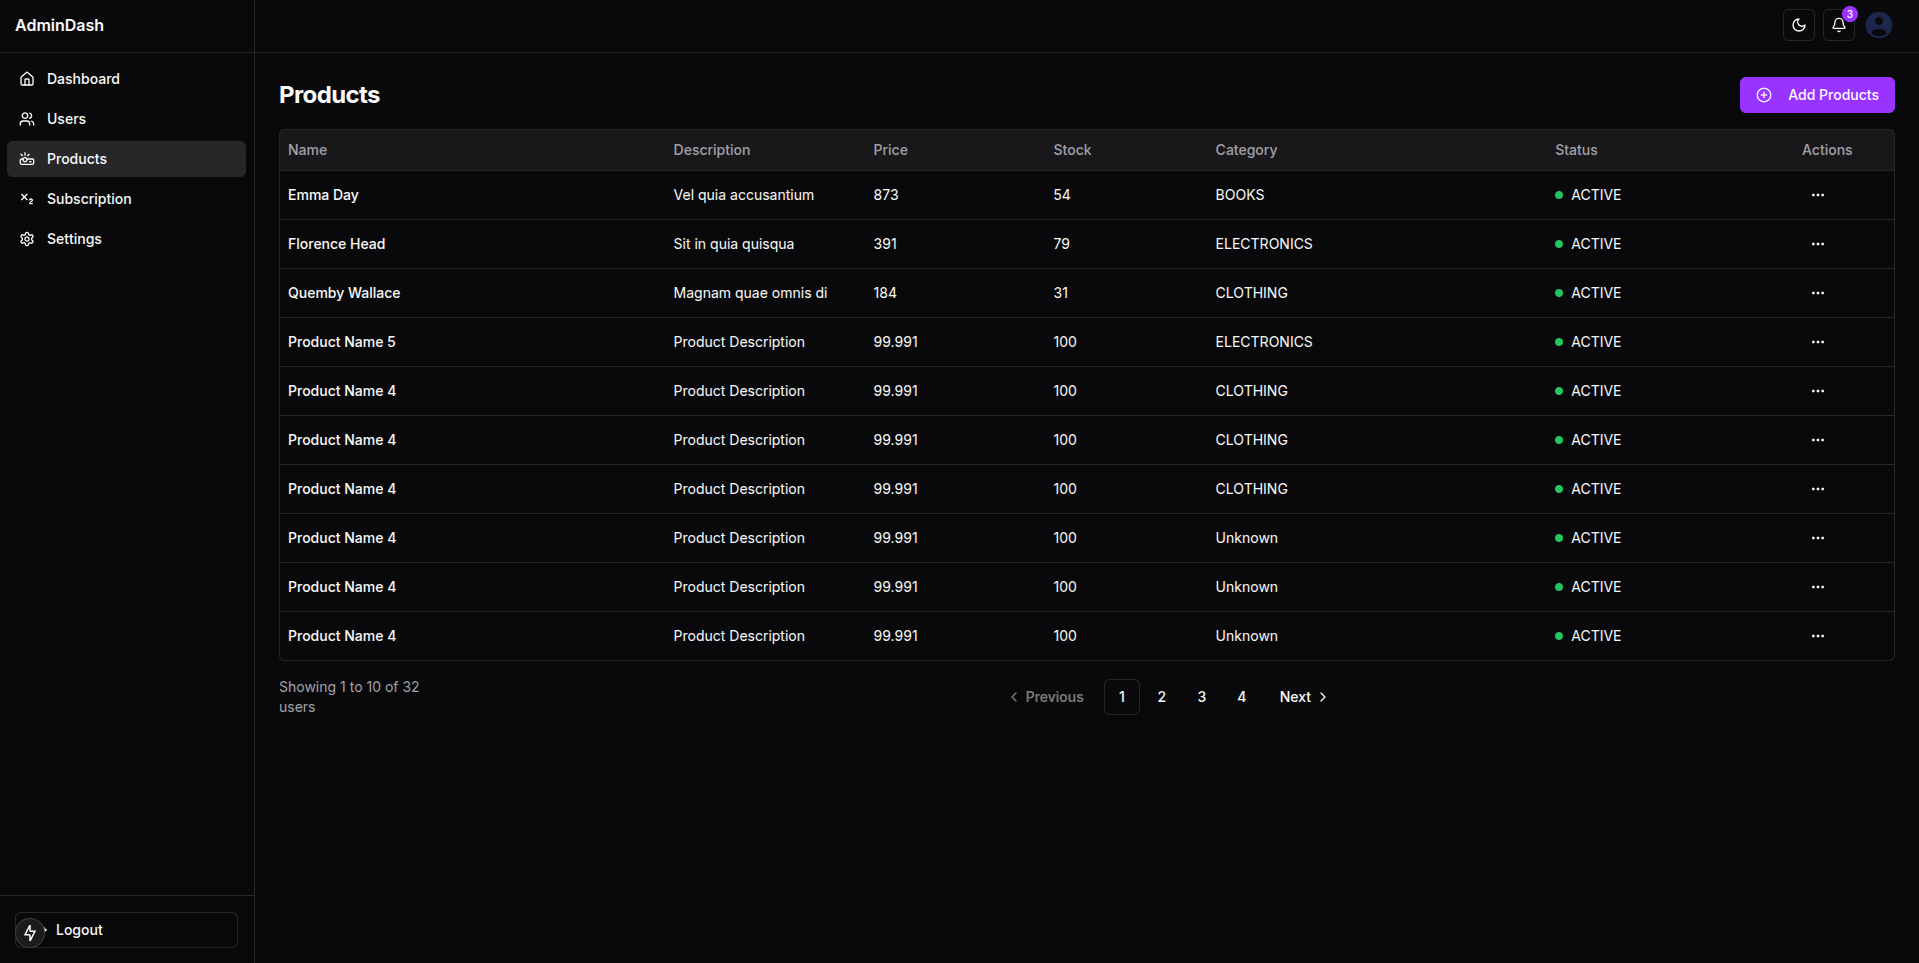 AdminDash
3
Dashboard
Users
Products
Subscription
Settings
Logout
Products
Add Products
Name Description Price Stock Category Status Actions
Emma Day Vel quia accusantium 873 54 BOOKS ACTIVE
Florence Head Sit in quia quisqua 391 79 ELECTRONICS ACTIVE
Quemby Wallace Magnam quae omnis di 184 31 CLOTHING ACTIVE
Product Name 5 Product Description 99.991 100 ELECTRONICS ACTIVE
Product Name 4 Product Description 99.991 100 CLOTHING ACTIVE
Product Name 4 Product Description 99.991 100 CLOTHING ACTIVE
Product Name 4 Product Description 99.991 100 CLOTHING ACTIVE
Product Name 4 Product Description 99.991 100 Unknown ACTIVE
Product Name 4 Product Description 99.991 100 Unknown ACTIVE
Product Name 4 Product Description 99.991 100 Unknown ACTIVE
Showing 1 to 10 of 32
users
Previous 1 2 3 4 Next